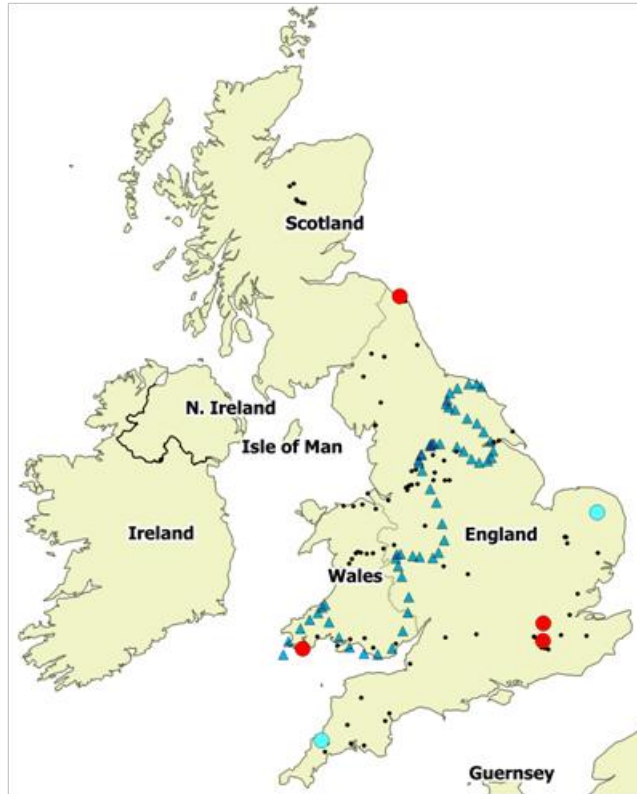 Scotland
N. Ireland
Isle of Man
Ireland
England
Wales
Guernsey